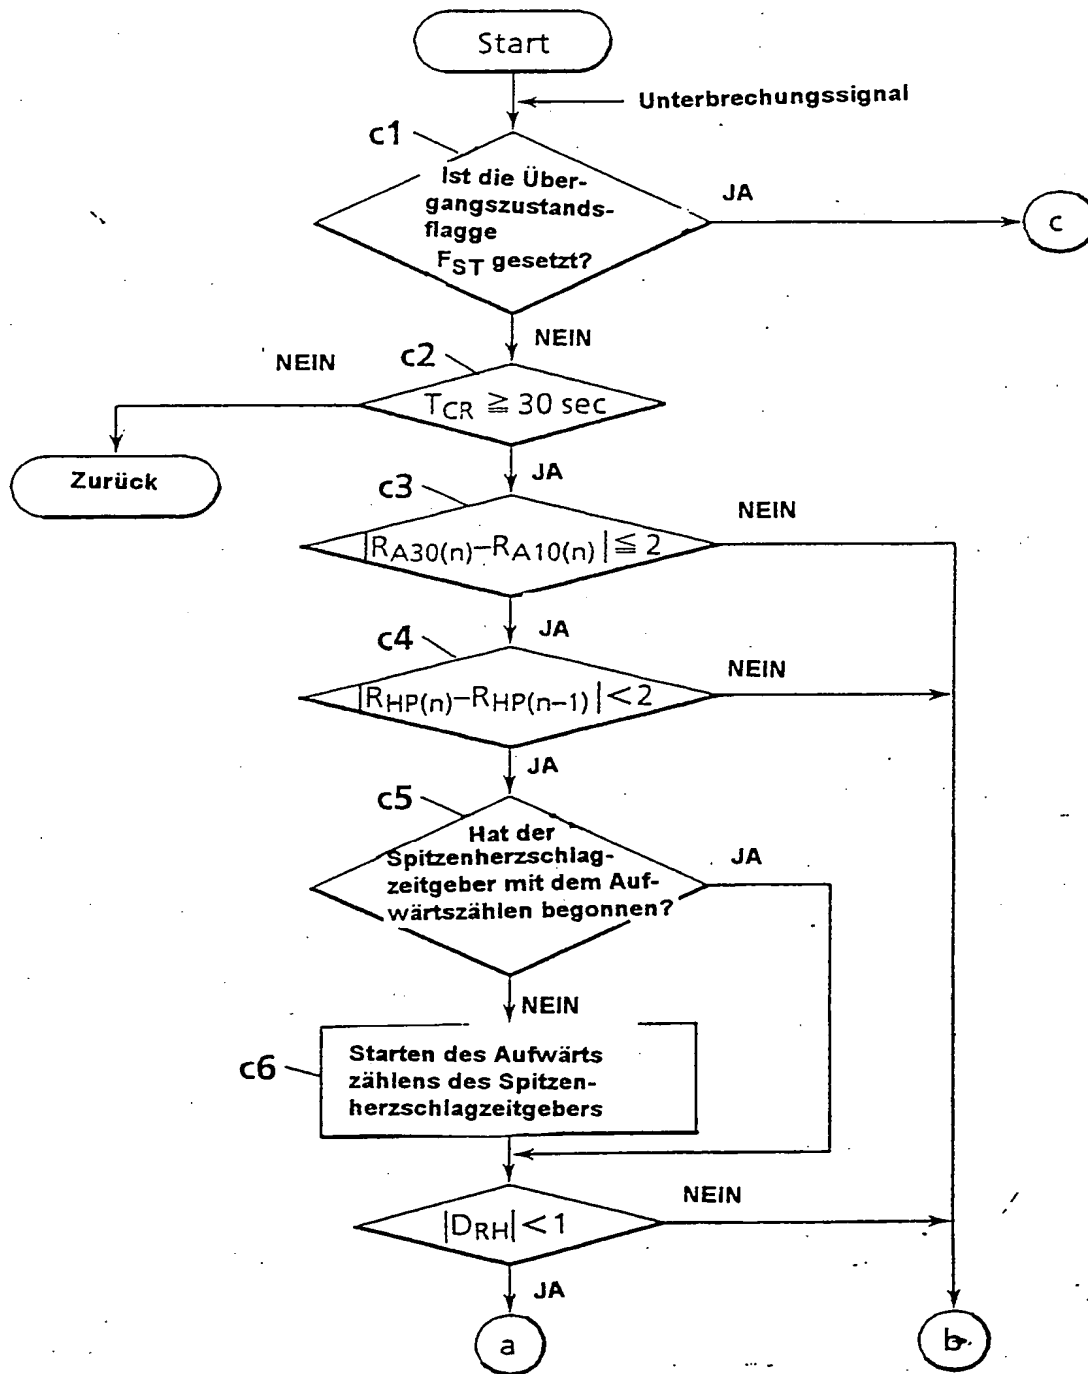 Start
Unterbrechungssignal
c1
Ist die Über-
gangszustands-
flagge
FST gesetzt?
JA
c
NEIN
c2
NEIN
TCR ≧ 30 sec
Zurück
JA
c3
NEIN
|RA30(n)–RA10(n)| ≦ 2
JA
c4
NEIN
|RHP(n)–RHP(n–1)| < 2
JA
c5
Hat der
Spitzenherzschlag-
zeitgeber mit dem Auf-
wärtszählen begonnen?
JA
NEIN
c6
Starten des Aufwärts
zählens des Spitzen-
herzschlagzeitgebers
NEIN
|DRH| < 1
JA
a
b